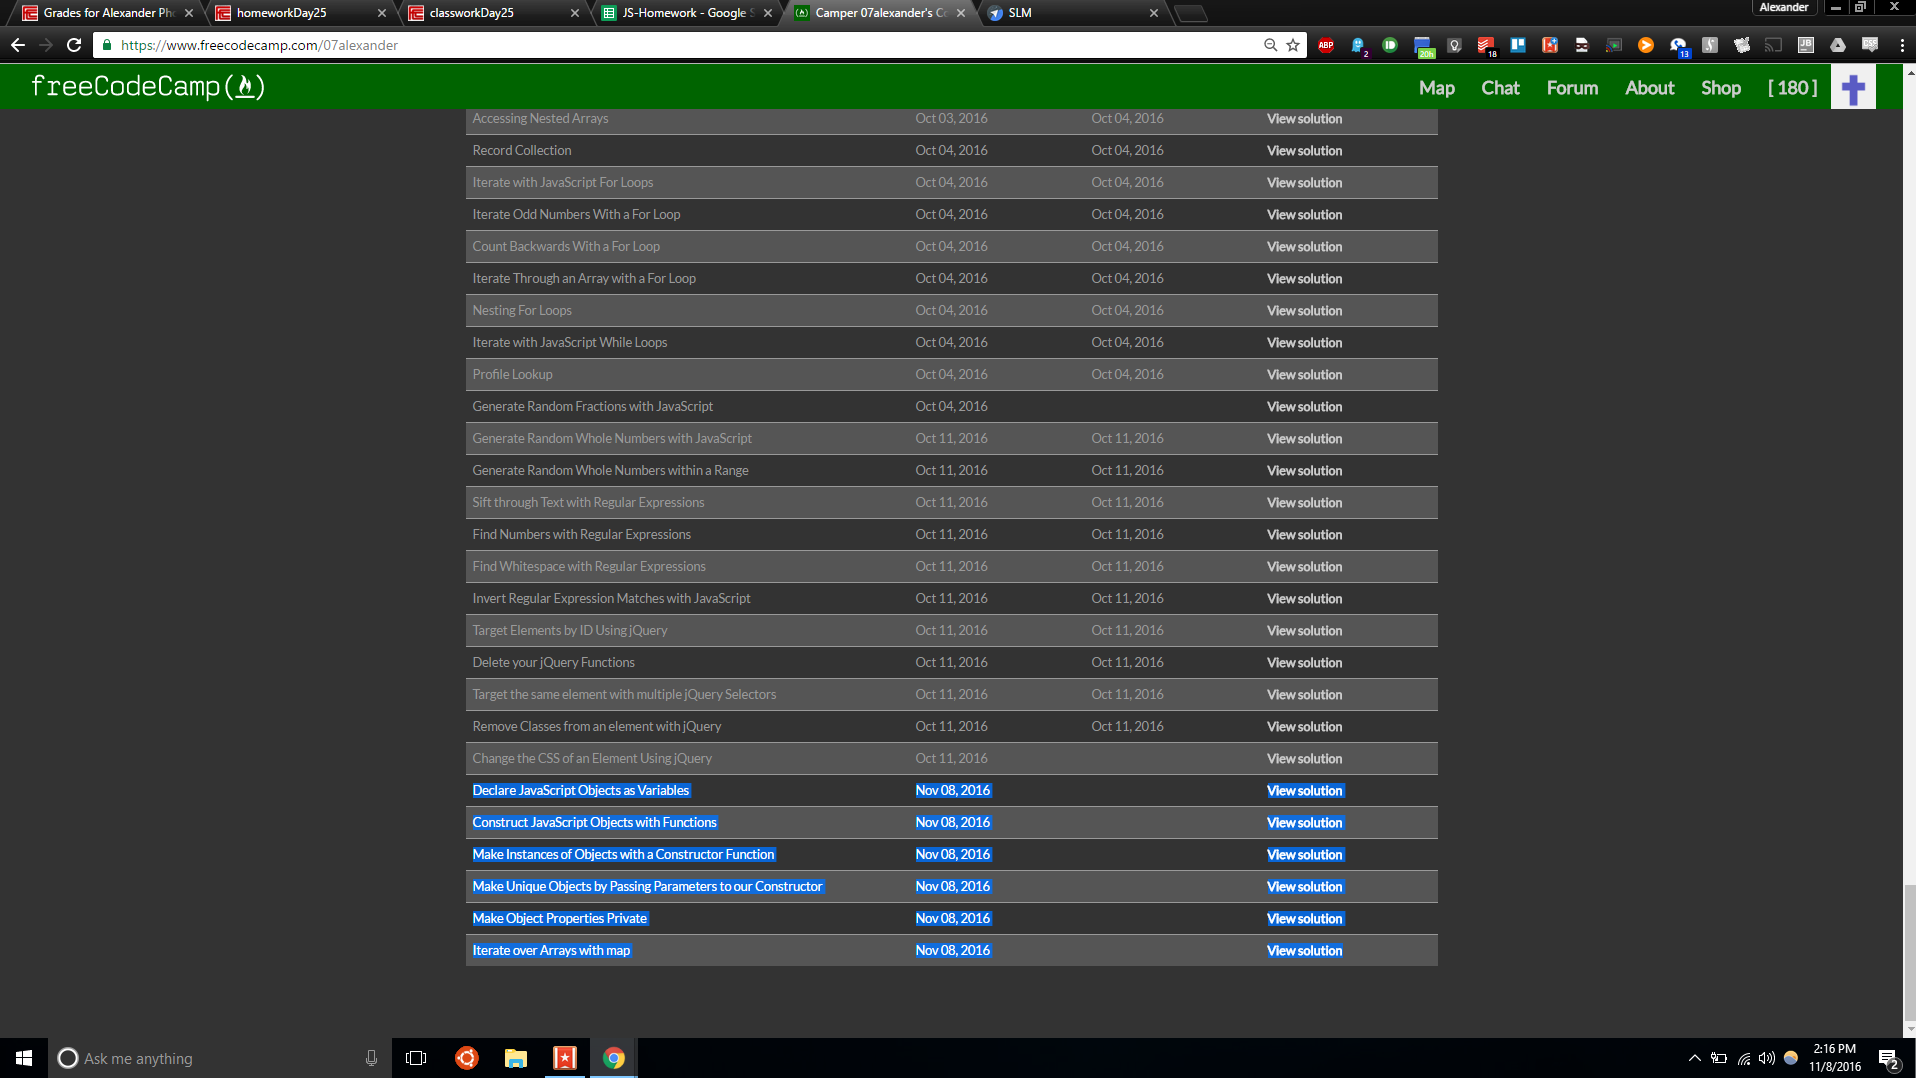 Grades for Alexander Pho
homeworkDay25
classworkDay25
JS-Homework - Google S
Camper 07alexander's Co
SLM
Alexander
https://www.freecodecamp.com/07alexander
ABP
2
20h
18
13
JB
CSS
freeCodeCamp
Map Chat Forum About Shop [ 180 ]
Accessing Nested Arrays Oct 03, 2016 Oct 04, 2016 View solution
Record Collection Oct 04, 2016 Oct 04, 2016 View solution
Iterate with JavaScript For Loops Oct 04, 2016 Oct 04, 2016 View solution
Iterate Odd Numbers With a For Loop Oct 04, 2016 Oct 04, 2016 View solution
Count Backwards With a For Loop Oct 04, 2016 Oct 04, 2016 View solution
Iterate Through an Array with a For Loop Oct 04, 2016 Oct 04, 2016 View solution
Nesting For Loops Oct 04, 2016 Oct 04, 2016 View solution
Iterate with JavaScript While Loops Oct 04, 2016 Oct 04, 2016 View solution
Profile Lookup Oct 04, 2016 Oct 04, 2016 View solution
Generate Random Fractions with JavaScript Oct 04, 2016 View solution
Generate Random Whole Numbers with JavaScript Oct 11, 2016 Oct 11, 2016 View solution
Generate Random Whole Numbers within a Range Oct 11, 2016 Oct 11, 2016 View solution
Sift through Text with Regular Expressions Oct 11, 2016 Oct 11, 2016 View solution
Find Numbers with Regular Expressions Oct 11, 2016 Oct 11, 2016 View solution
Find Whitespace with Regular Expressions Oct 11, 2016 Oct 11, 2016 View solution
Invert Regular Expression Matches with JavaScript Oct 11, 2016 Oct 11, 2016 View solution
Target Elements by ID Using jQuery Oct 11, 2016 Oct 11, 2016 View solution
Delete your jQuery Functions Oct 11, 2016 Oct 11, 2016 View solution
Target the same element with multiple jQuery Selectors Oct 11, 2016 Oct 11, 2016 View solution
Remove Classes from an element with jQuery Oct 11, 2016 Oct 11, 2016 View solution
Change the CSS of an Element Using jQuery Oct 11, 2016 View solution
Declare JavaScript Objects as Variables Nov 08, 2016 View solution
Construct JavaScript Objects with Functions Nov 08, 2016 View solution
Make Instances of Objects with a Constructor Function Nov 08, 2016 View solution
Make Unique Objects by Passing Parameters to our Constructor Nov 08, 2016 View solution
Make Object Properties Private Nov 08, 2016 View solution
Iterate over Arrays with map Nov 08, 2016 View solution
Ask me anything
2:16 PM
11/8/2016
2